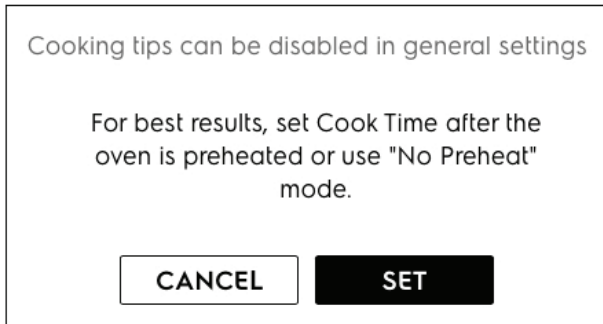 Cooking tips can be disabled in general settings
For best results, set Cook Time after the
oven is preheated or use "No Preheat"
mode.
CANCEL SET